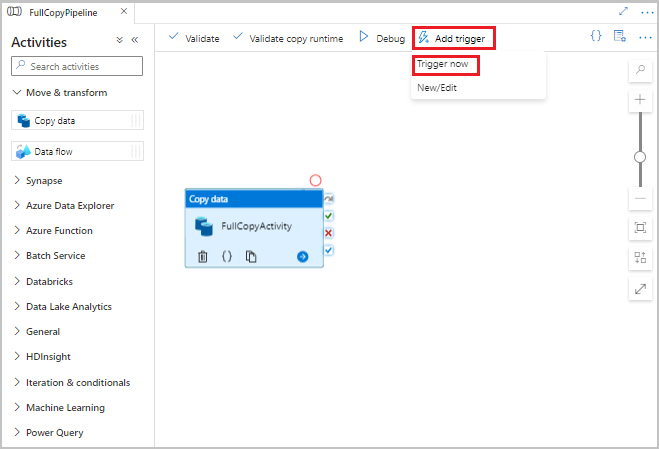 FullCopyPipeline
Activities
Search activities
Move & transform
Copy data
Data flow
Synapse
Azure Data Explorer
Azure Function
Batch Service
Databricks
Data Lake Analytics
General
HDInsight
Iteration & conditionals
Machine Learning
Power Query
Validate Validate copy runtime Debug Add trigger
Trigger now
New/Edit
Copy data
FullCopyActivity